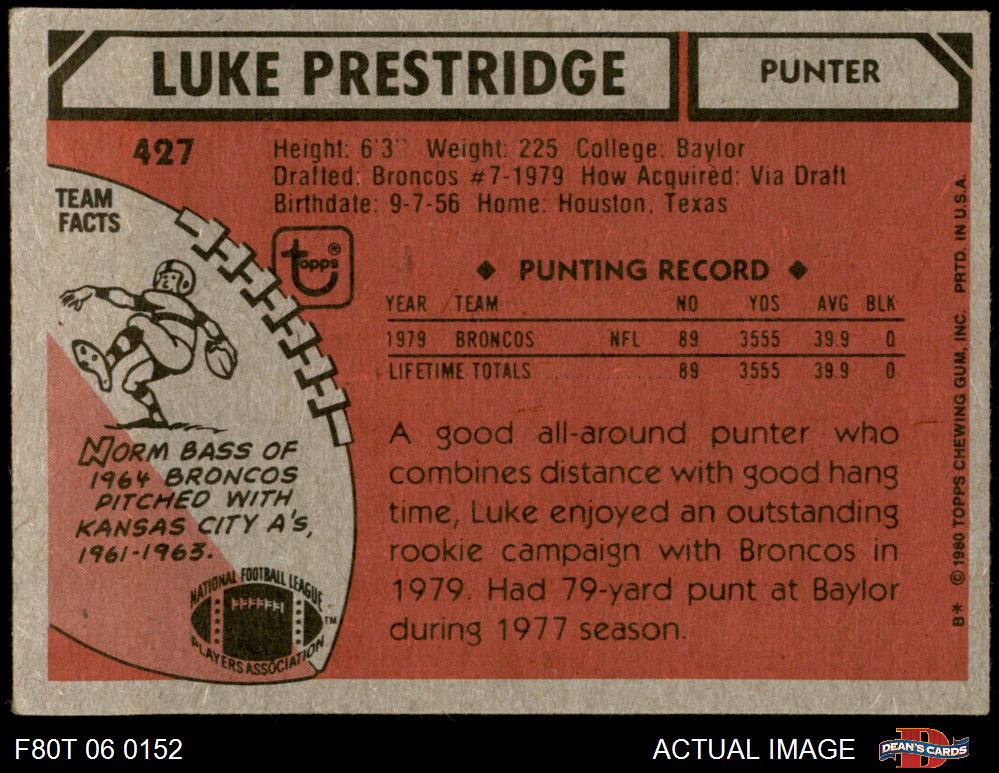 LUKE PRESTRIDGE
PUNTER
427
Height: 6'3" Weight: 225 College: Baylor
Drafted: Broncos #7-1979 How Acquired: Via Draft
Birthdate: 9-7-56 Home: Houston, Texas
TEAM
FACTS
topps®
◆ PUNTING RECORD ◆
YEAR TEAM NO YDS AVG BLK
1979 BRONCOS NFL 89 3555 39.9 0
LIFETIME TOTALS .................. 89 3555 39.9 0
NORM BASS OF
1964 BRONCOS
PITCHED WITH
KANSAS CITY A'S,
1961-1963.
NATIONAL FOOTBALL LEAGUE
PLAYERS ASSOCIATION
TM
A good all-around punter who
combines distance with good hang
time, Luke enjoyed an outstanding
rookie campaign with Broncos in
1979. Had 79-yard punt at Baylor
during 1977 season.
B* © 1980 TOPPS CHEWING GUM, INC. PRTD. IN U.S.A.
F80T 06 0152
ACTUAL IMAGE
D
DEAN'S CARDS